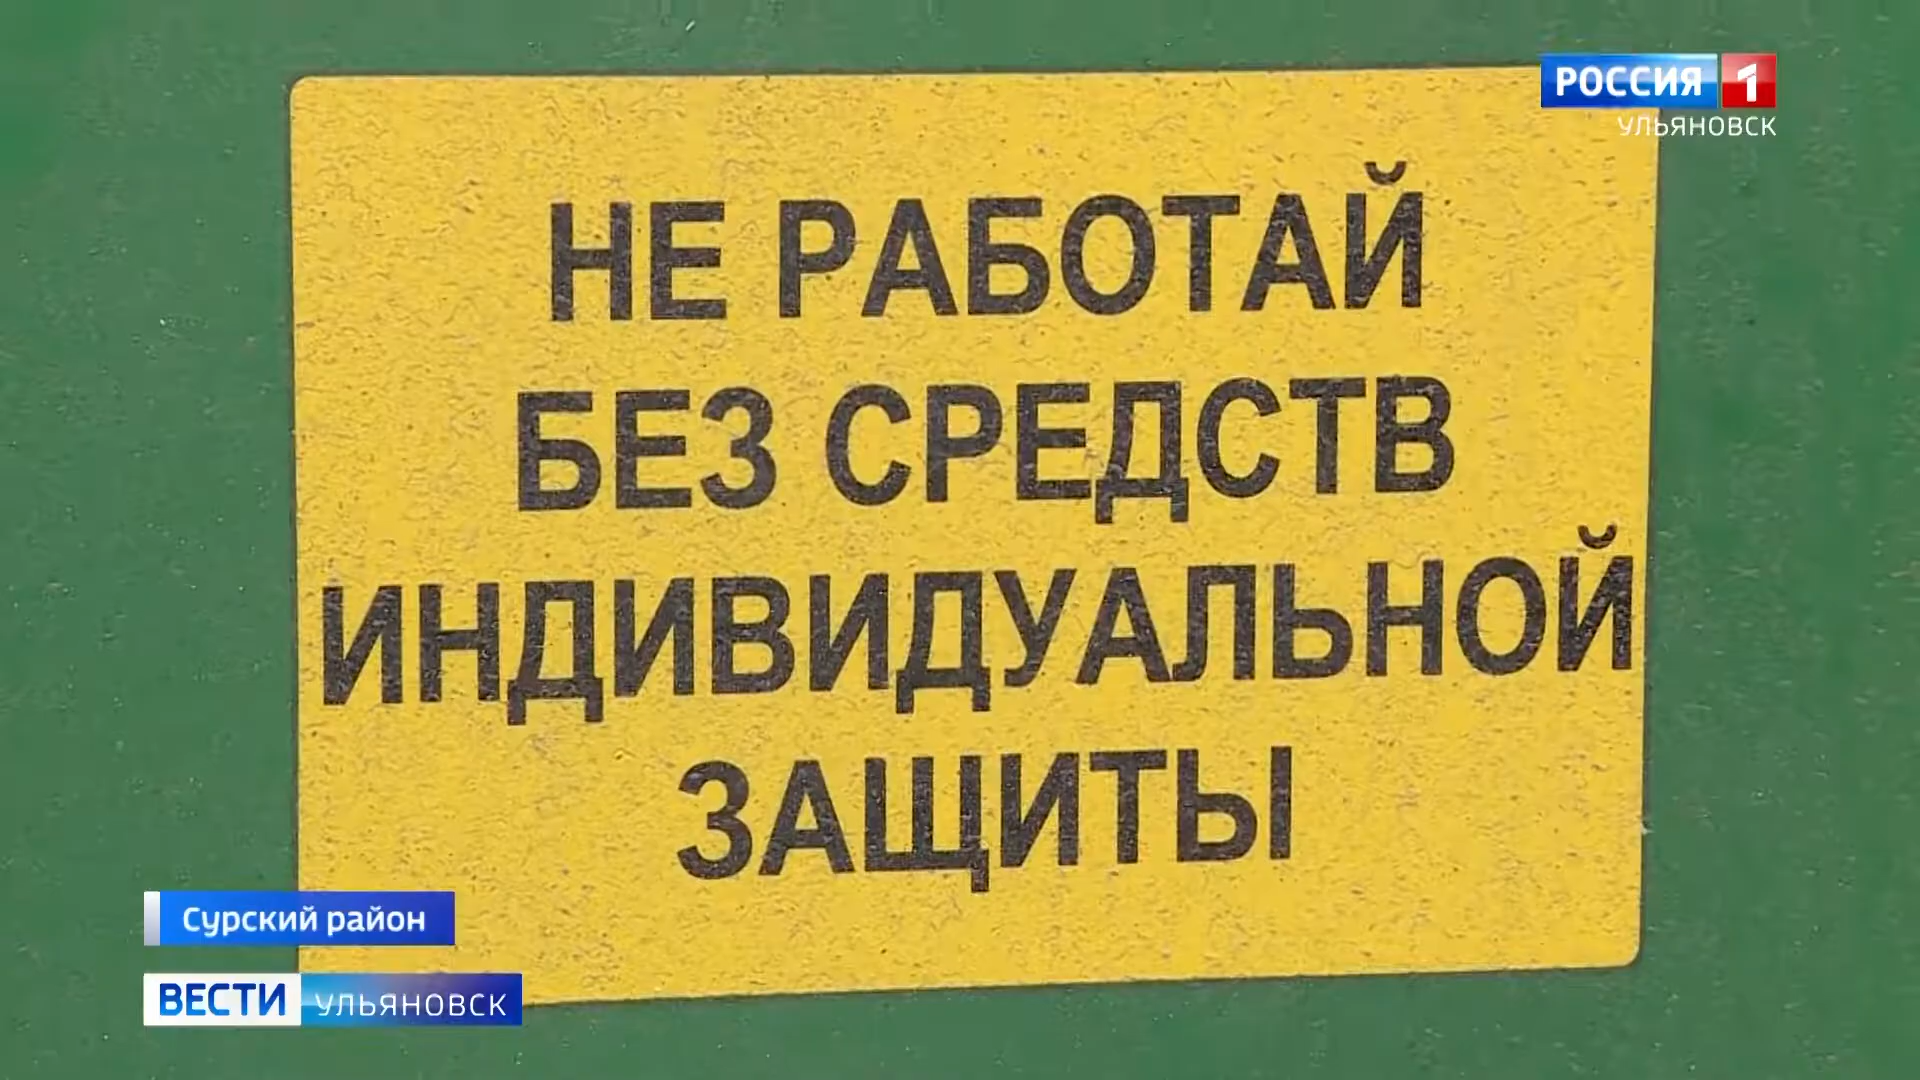 РОССИЯ 1
УЛЬЯНОВСК
НЕ РАБОТАЙ
БЕЗ СРЕДСТВ
ИНДИВИДУАЛЬНОЙ
ЗАЩИТЫ
Сурский район
ВЕСТИ УЛЬЯНОВСК